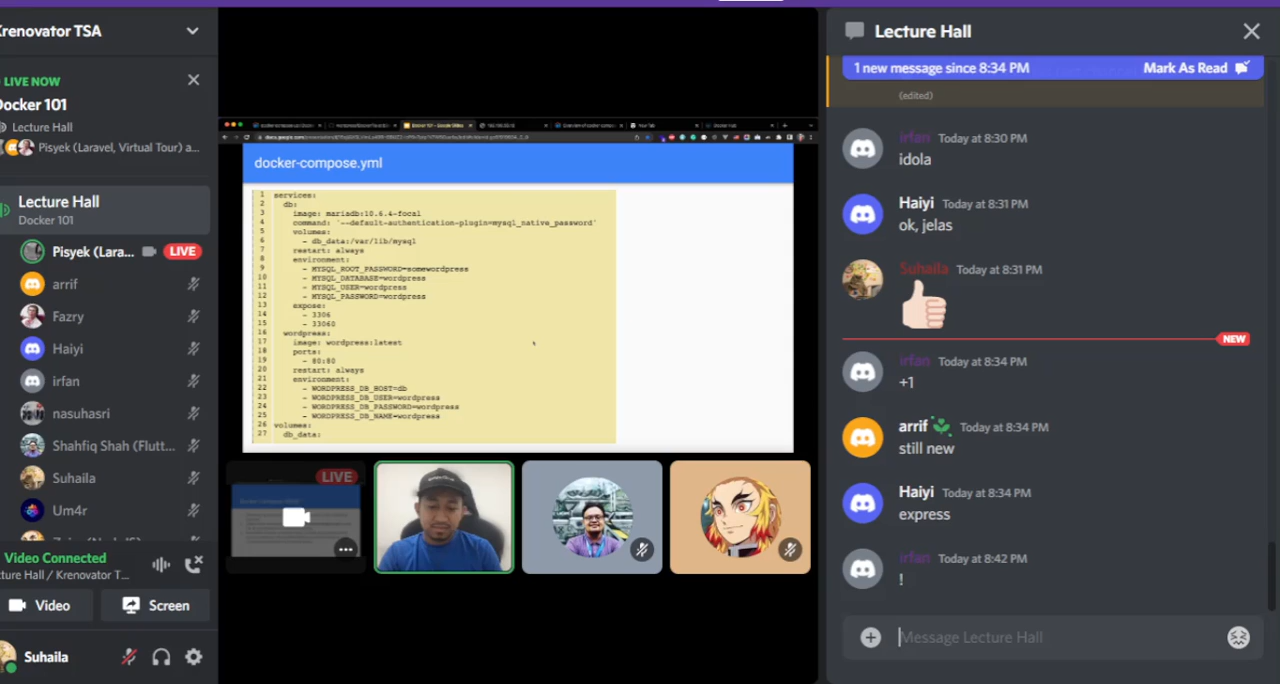 Krenovator TSA
LIVE NOW
Docker 101
Lecture Hall
Pisyek (Laravel, Virtual Tour) a...
Lecture Hall
Docker 101
Pisyek (Lara...
LIVE
arrif
Fazry
Haiyi
irfan
nasuhasri
Shahfiq Shah (Flutt...
Suhaila
Um4r
Video Connected
cture Hall / Krenovator T...
Video
Screen
Suhaila
docker-compose.yml
1 services:
2 db:
3 image: mariadb:10.6.4-focal
4 command: '--default-authentication-plugin=mysql_native_password'
5 volumes:
6 - db_data:/var/lib/mysql
7 restart: always
8 environment:
9 - MYSQL_ROOT_PASSWORD=somewordpress
10 - MYSQL_DATABASE=wordpress
11 - MYSQL_USER=wordpress
12 - MYSQL_PASSWORD=wordpress
13 expose:
14 - 3306
15 - 33060
16 wordpress:
17 image: wordpress:latest
18 ports:
19 - 80:80
20 restart: always
21 environment:
22 - WORDPRESS_DB_HOST=db
23 - WORDPRESS_DB_USER=wordpress
24 - WORDPRESS_DB_PASSWORD=wordpress
25 - WORDPRESS_DB_NAME=wordpress
26 volumes:
27 db_data:
LIVE
Lecture Hall
1 new message since 8:34 PM
Mark As Read
(edited)
irfan Today at 8:30 PM
idola
Haiyi Today at 8:31 PM
ok, jelas
Suhaila Today at 8:31 PM
NEW
irfan Today at 8:34 PM
+1
arrif Today at 8:34 PM
still new
Haiyi Today at 8:34 PM
express
irfan Today at 8:42 PM
!
Message Lecture Hall